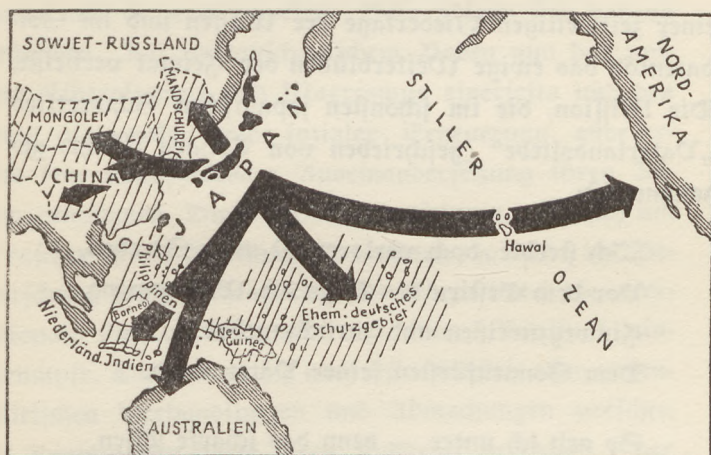 SOWJET-RUSSLAND
MANDSCHUREI
MONGOLEI
CHINA
JAPAN
STILLER
OZEAN
NORD-
AMERIKA
Hawai
Philippinen
Borneo
Niederländ. Indien
Neu
Guinea
Ehem. deutsches
Schutzgebiet
AUSTRALIEN